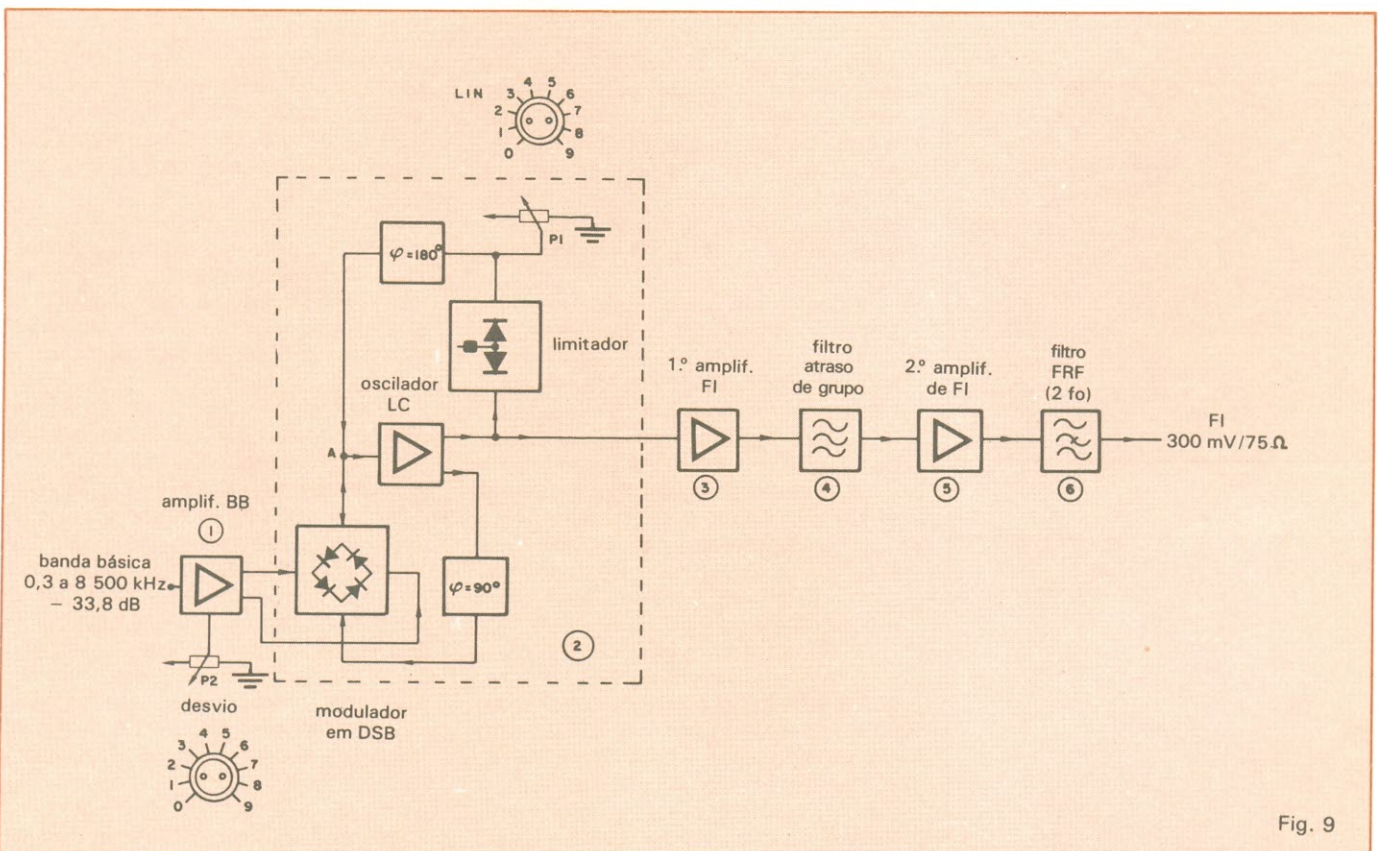 LIN
0 1 2 3 4 5 6 7 8 9
P1
φ = 180°
limitador
oscilador
LC
A
1.º amplif.
FI
3
filtro
atraso
de grupo
4
2.º amplif.
de FI
5
filtro
FRF
(2 fo)
6
FI
300 mV/75 Ω
amplif. BB
1
banda básica
0,3 a 8 500 kHz
– 33,8 dB
φ = 90°
2
P2
desvio
modulador
em DSB
0 1 2 3 4 5 6 7 8 9
Fig. 9